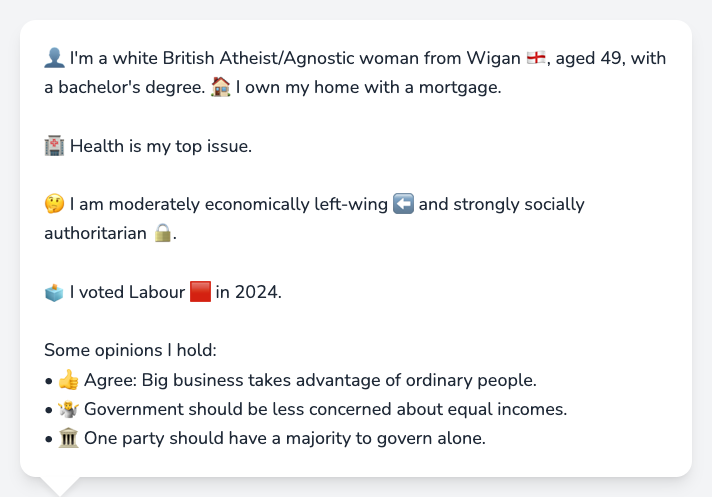 👤 I'm a white British Atheist/Agnostic woman from Wigan 🏴󠁧󠁢󠁥󠁮󠁧󠁿, aged 49, with
a bachelor's degree. 🏠 I own my home with a mortgage.
🏥 Health is my top issue.
🤔 I am moderately economically left-wing ⬅️ and strongly socially
authoritarian 🔒.
🗳️ I voted Labour 🟥 in 2024.
Some opinions I hold:
• 👍 Agree: Big business takes advantage of ordinary people.
• 🤷 Government should be less concerned about equal incomes.
• 🏛️ One party should have a majority to govern alone.